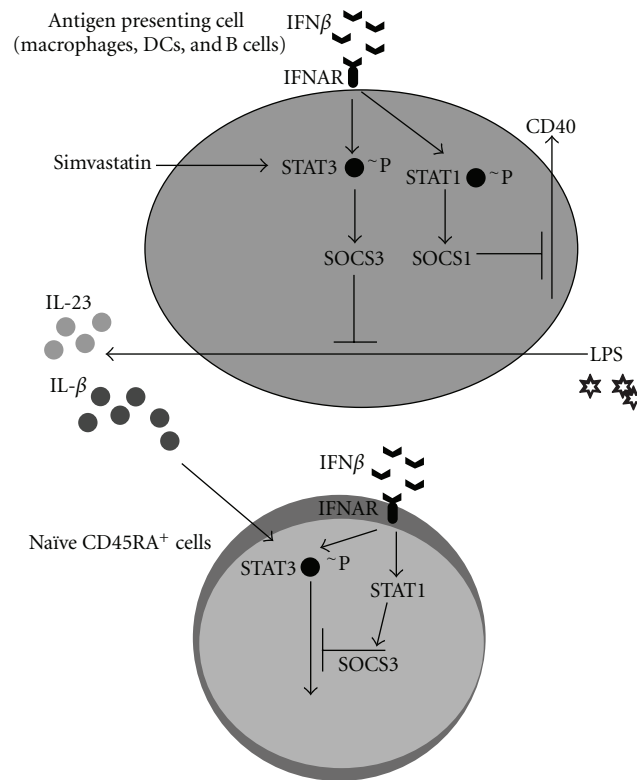 Antigen presenting cell
(macrophages, DCs, and B cells)
IFNβ
IFNAR
CD40
Simvastatin
STAT3 ~P
STAT1 ~P
SOCS3
SOCS1
IL-23
LPS
IL-β
IFNβ
IFNAR
Naïve CD45RA+ cells
STAT3 ~P
STAT1
SOCS3